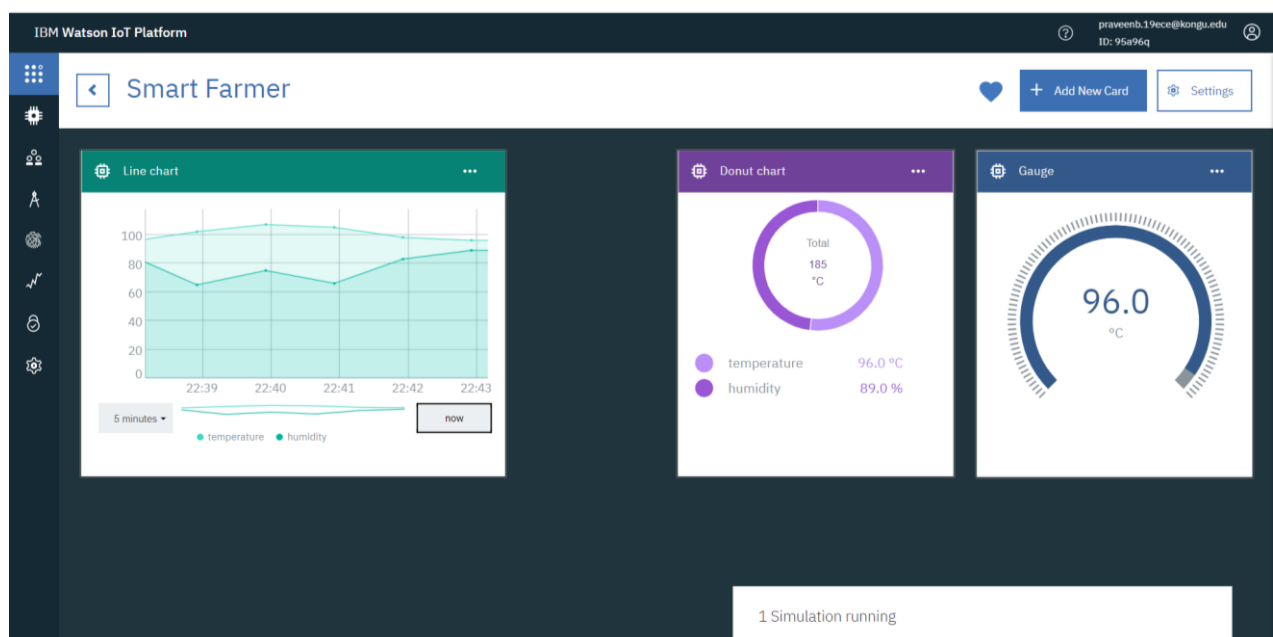 IBM Watson IoT Platform
praveenb.19ece@kongu.edu
ID: 95a96q
Smart Farmer
+ Add New Card
Settings
Line chart
100
80
60
40
20
0
22:39 22:40 22:41 22:42 22:43
5 minutes
now
temperature humidity
Donut chart
Total
185
°C
temperature 96.0 °C
humidity 89.0 %
Gauge
96.0
°C
1 Simulation running